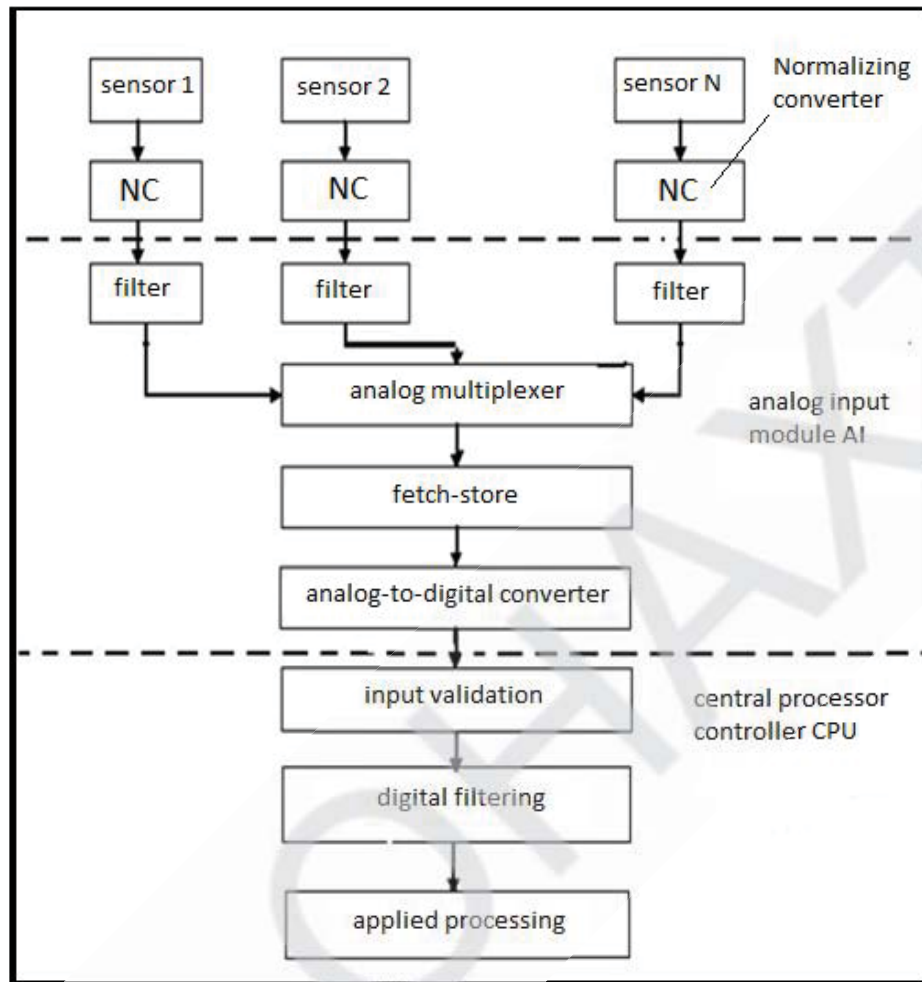 sensor 1
sensor 2
sensor N
Normalizing
converter
NC
NC
NC
filter
filter
filter
analog multiplexer
analog input
module AI
fetch-store
analog-to-digital converter
input validation
central processor
controller CPU
digital filtering
applied processing